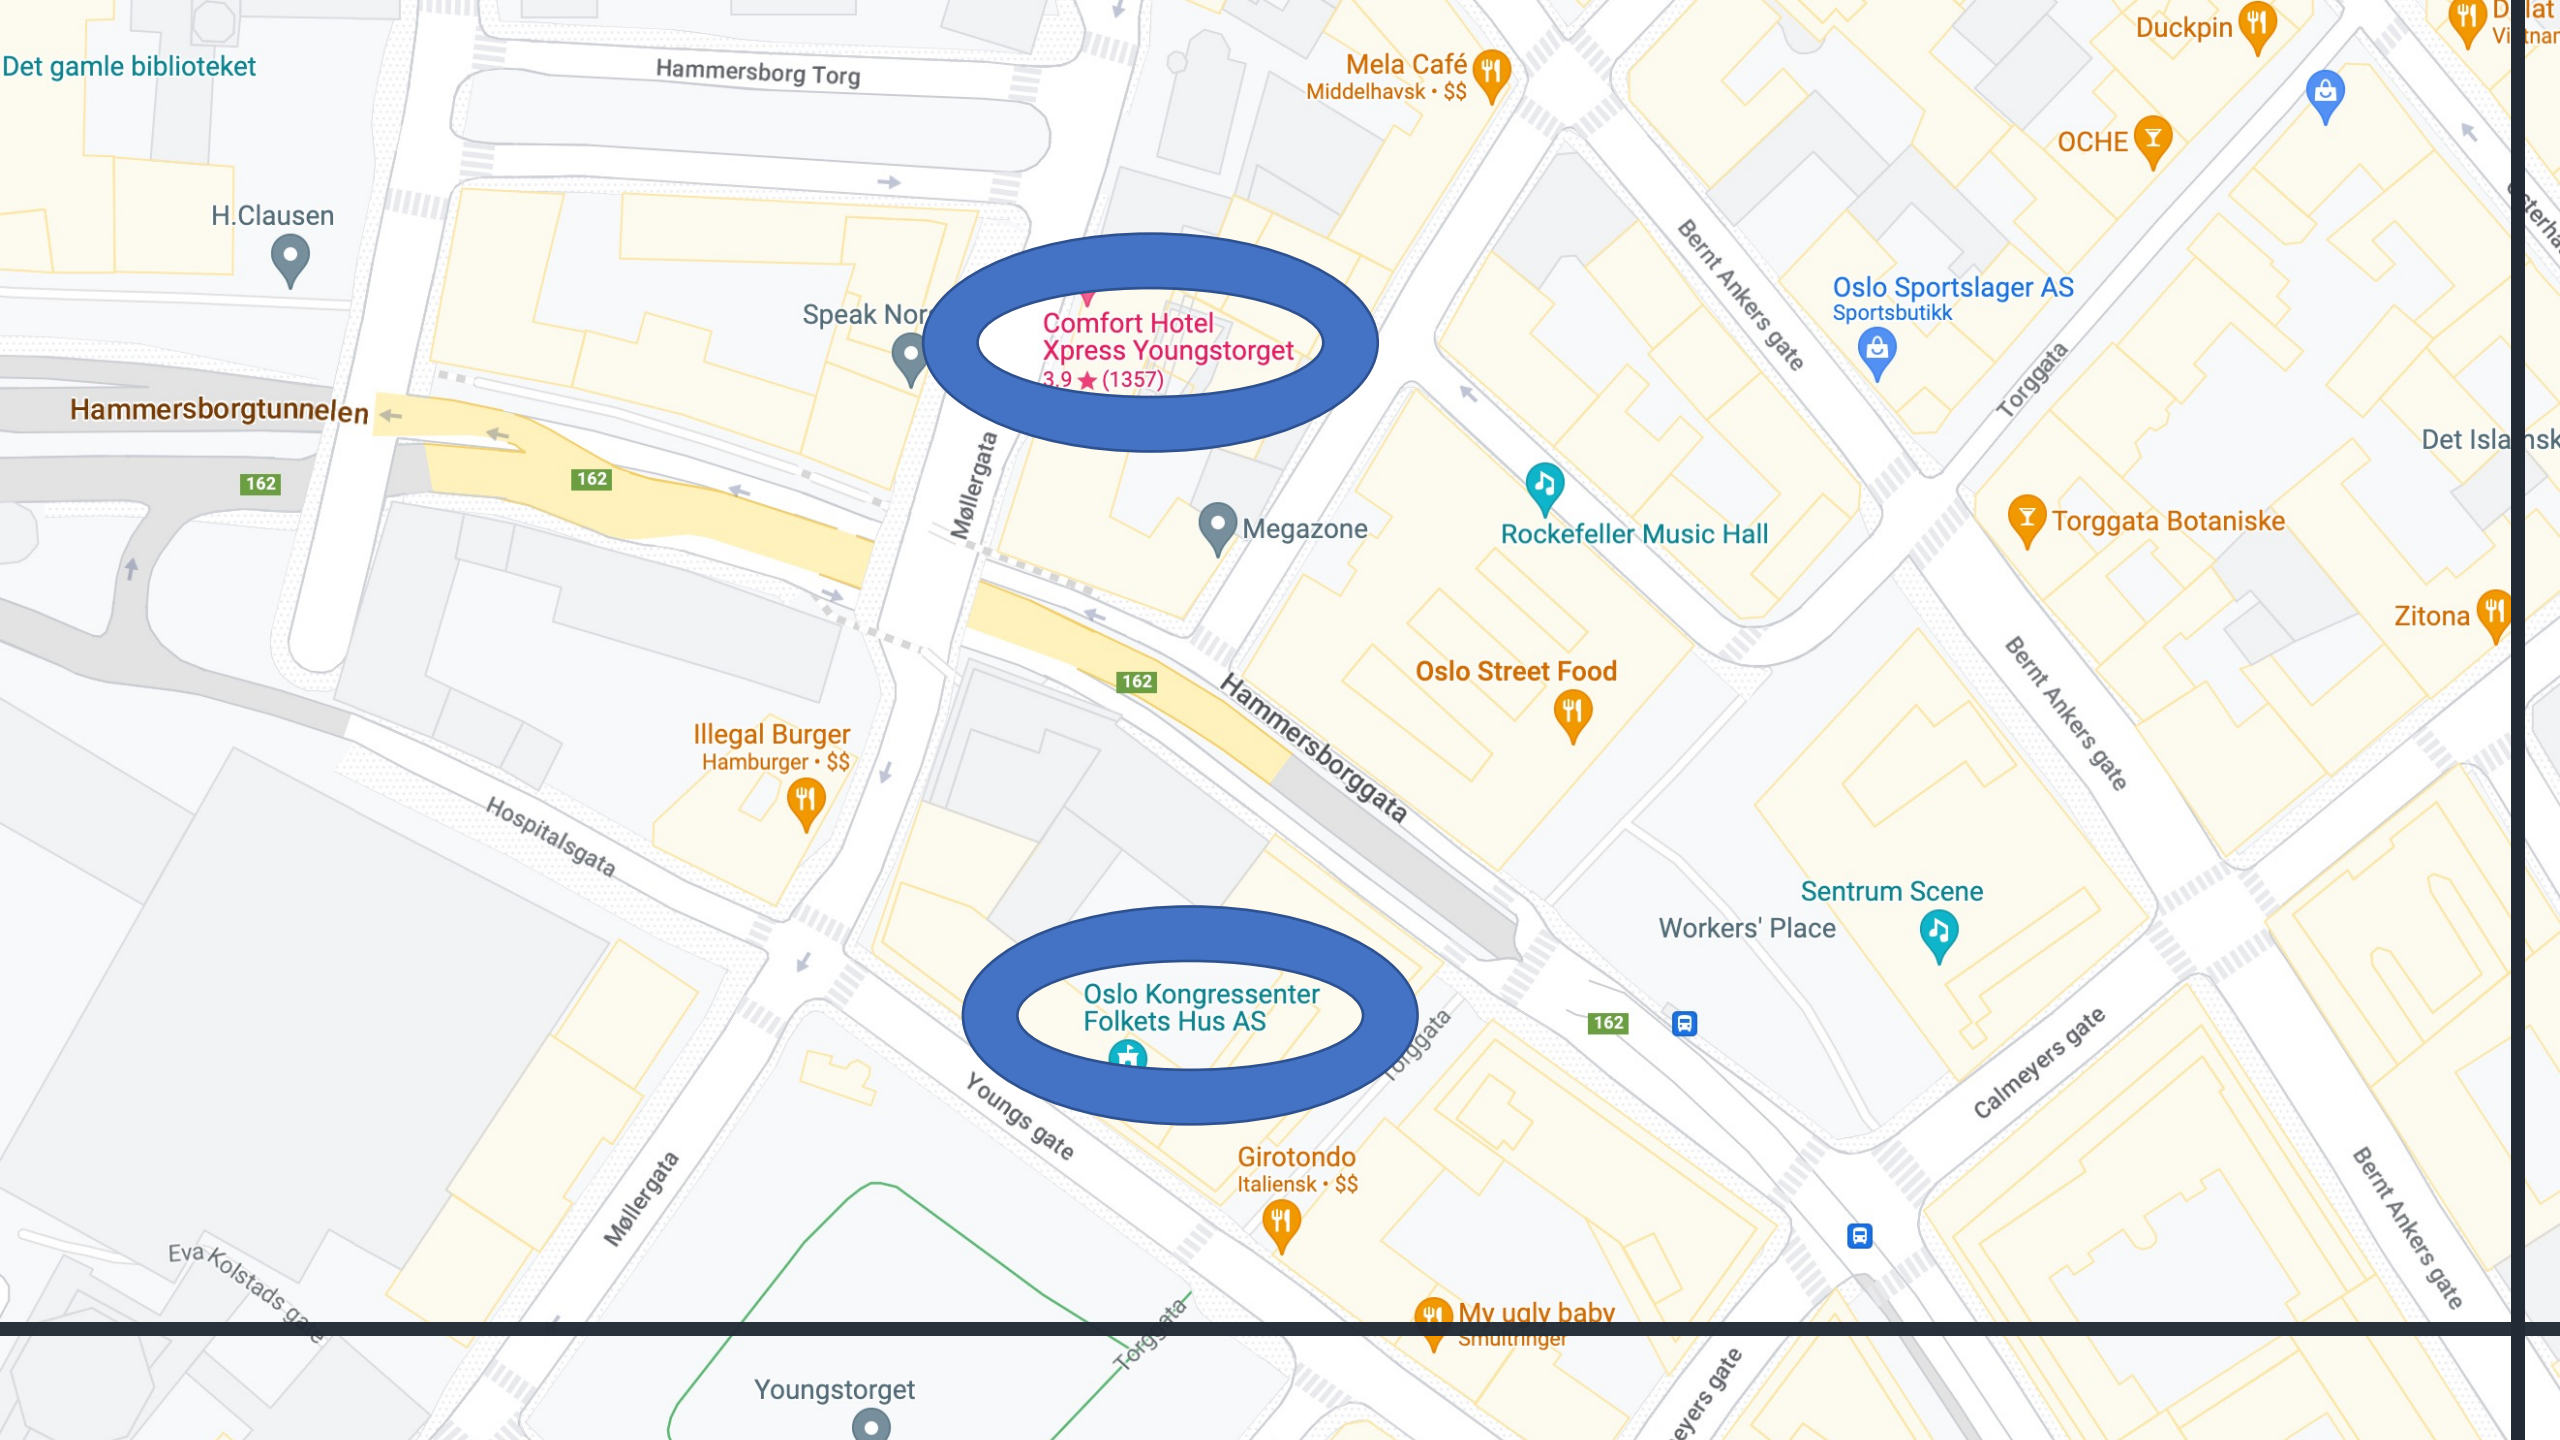 Duckpin
Mela Café
Middelhavsk • $$
Det gamle biblioteket
Hammersborg Torg
OCHE
H.Clausen
Bernt Ankers gate
Oslo Sportslager AS
Sportsbutikk
Speak
Comfort Hotel
Xpress Youngstorget
3,9 ★ (1357)
Torggata
Hammersborgtunnelen
Det
162
162
Møllergata
Megazone
Rockefeller Music Hall
Torggata Botaniske
Zitona
Oslo Street Food
162
Hammersborggata
Bernt Ankers gate
Illegal Burger
Hamburger • $$
Hospitalsgata
Sentrum Scene
Workers' Place
Oslo Kongressenter
Folkets Hus AS
162
Torggata
Calmeyers gate
Youngs gate
Girotondo
Italiensk • $$
Møllergata
Bernt Ankers gate
Eva Kolstads gate
My ugly baby
Smultringer
Torggata
gate
Youngstorget